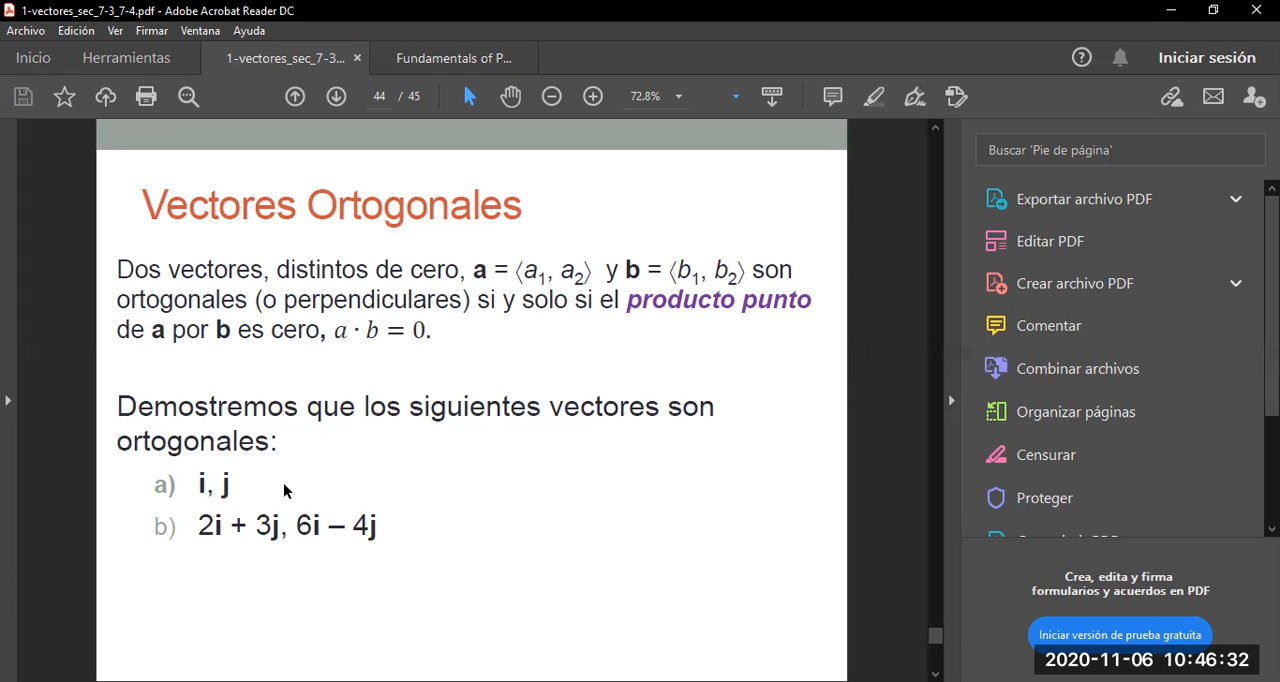 1-vectores_sec_7-3_7-4.pdf - Adobe Acrobat Reader DC
Archivo Edición Ver Firmar Ventana Ayuda
Inicio Herramientas 1-vectores_sec_7-3... × Fundamentals of P... Iniciar sesión
44 / 45 72.8%
Buscar 'Pie de página'
Exportar archivo PDF
Editar PDF
Crear archivo PDF
Comentar
Combinar archivos
Organizar páginas
Censurar
Proteger
Crea, edita y firma
formularios y acuerdos en PDF
Iniciar versión de prueba gratuita
2020-11-06 10:46:32
Vectores Ortogonales
Dos vectores, distintos de cero, a = ⟨a₁, a₂⟩ y b = ⟨b₁, b₂⟩ son
ortogonales (o perpendiculares) si y solo si el producto punto
de a por b es cero, a · b = 0.
Demostremos que los siguientes vectores son
ortogonales:
a) i, j
b) 2i + 3j, 6i – 4j